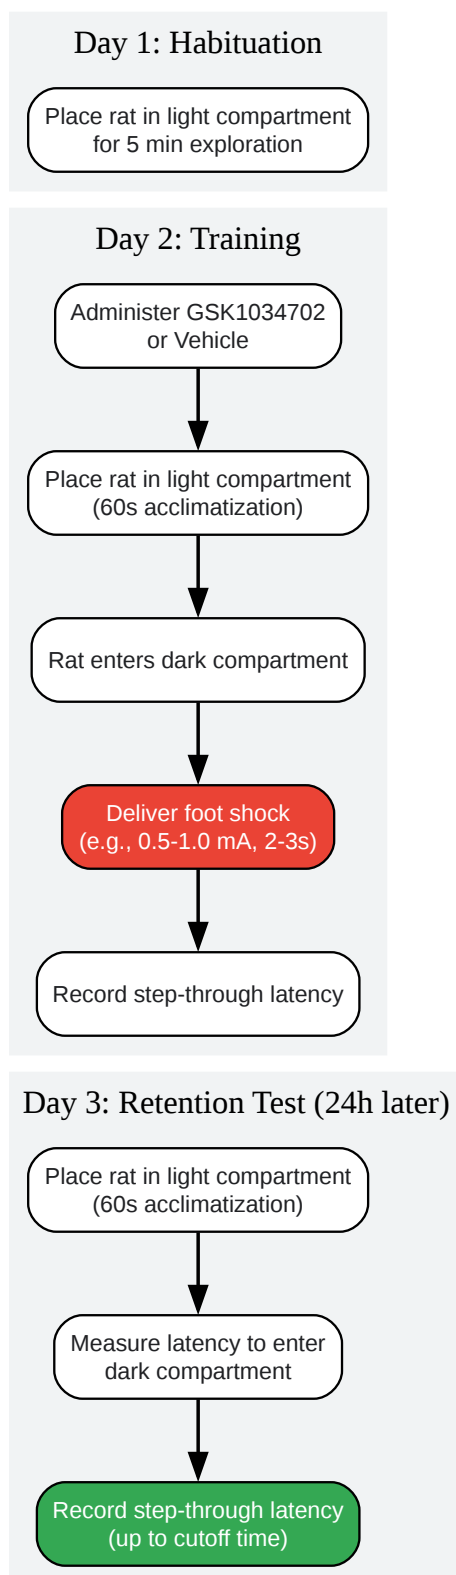 Day 1: Habituation
Place rat in light compartment
for 5 min exploration
Day 2: Training
Administer GSK1034702
or Vehicle
Place rat in light compartment
(60s acclimatization)
Rat enters dark compartment
Deliver foot shock
(e.g., 0.5-1.0 mA, 2-3s)
Record step-through latency
Day 3: Retention Test (24h later)
Place rat in light compartment
(60s acclimatization)
Measure latency to enter
dark compartment
Record step-through latency
(up to cutoff time)